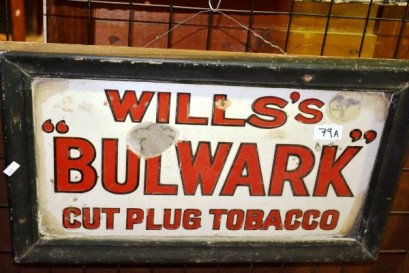 WILLS'S
79A
"BULWARK"
CUT PLUG TOBACCO